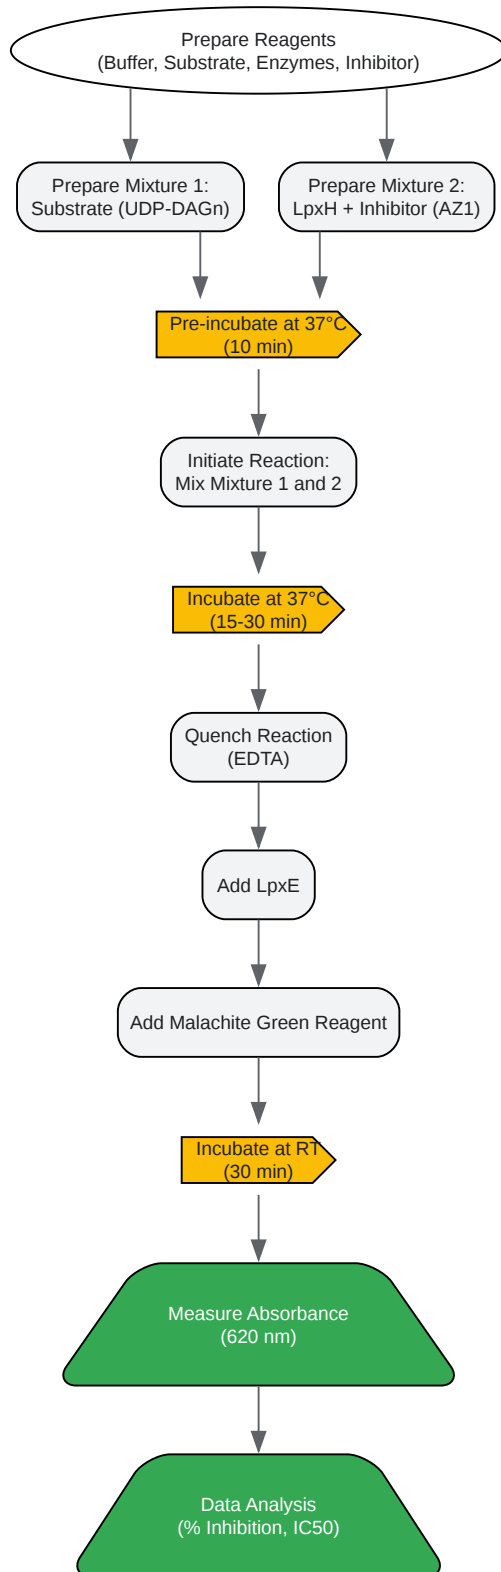 Prepare Reagents
(Buffer, Substrate, Enzymes, Inhibitor)
Prepare Mixture 1:
Substrate (UDP-DAGn)
Prepare Mixture 2:
LpxH + Inhibitor (AZ1)
Pre-incubate at 37°C
(10 min)
Initiate Reaction:
Mix Mixture 1 and 2
Incubate at 37°C
(15-30 min)
Quench Reaction
(EDTA)
Add LpxE
Add Malachite Green Reagent
Incubate at RT
(30 min)
Measure Absorbance
(620 nm)
Data Analysis
(% Inhibition, IC50)